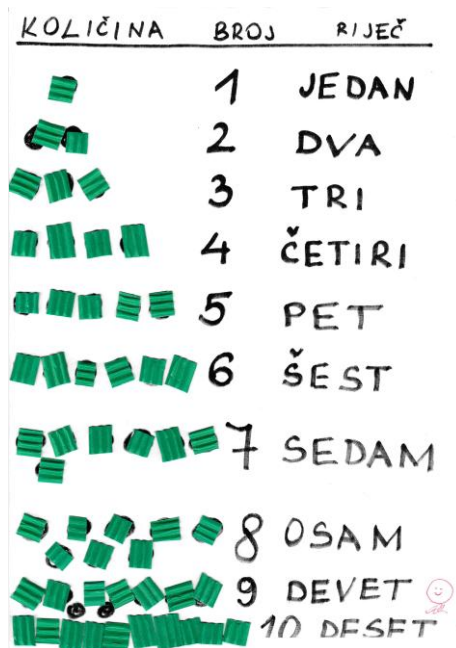 KOLIČINA BROJ RIJEČ
1 JEDAN
2 DVA
3 TRI
4 ČETIRI
5 PET
6 ŠEST
7 SEDAM
8 OSAM
9 DEVET
10 DESET